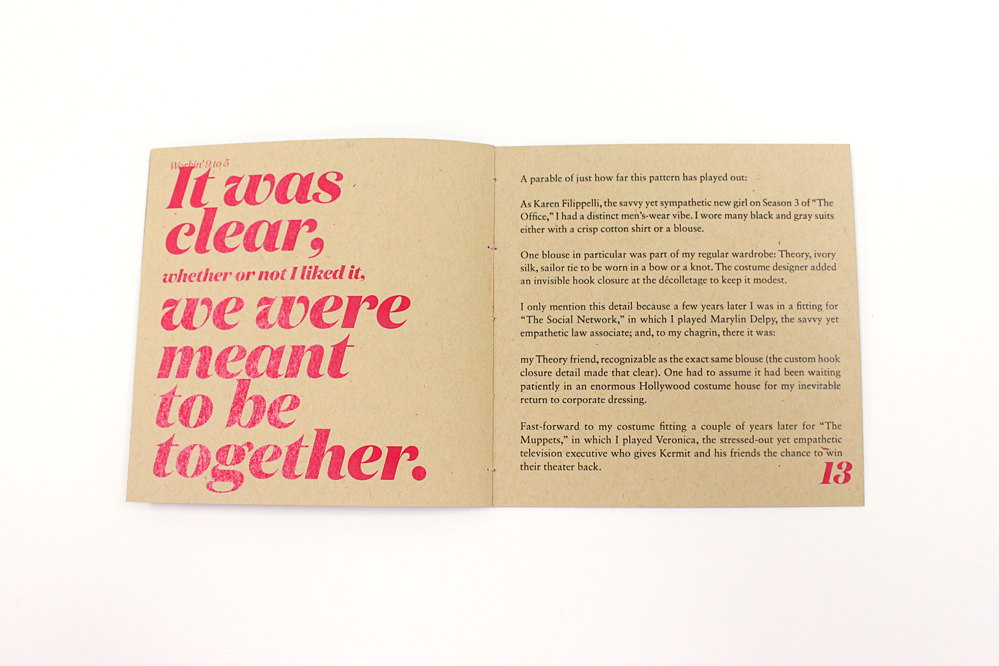 Workin' 9 to 5
It was
clear,
whether or not I liked it,
we were
meant
to be
together.
A parable of just how far this pattern has played out:
As Karen Filippelli, the savvy yet sympathetic new girl on Season 3 of “The
Office,” I had a distinct men’s-wear vibe. I wore many black and gray suits
either with a crisp cotton shirt or a blouse.
One blouse in particular was part of my regular wardrobe: Theory, ivory
silk, sailor tie to be worn in a bow or a knot. The costume designer added
an invisible hook closure at the décolletage to keep it modest.
I only mention this detail because a few years later I was in a fitting for
“The Social Network,” in which I played Marylin Delpy, the savvy yet
empathetic law associate; and, to my chagrin, there it was:
my Theory friend, recognizable as the exact same blouse (the custom hook
closure detail made that clear). One had to assume it had been waiting
patiently in an enormous Hollywood costume house for my inevitable
return to corporate dressing.
Fast-forward to my costume fitting a couple of years later for “The
Muppets,” in which I played Veronica, the stressed-out yet empathetic
television executive who gives Kermit and his friends the chance to win
their theater back.
13